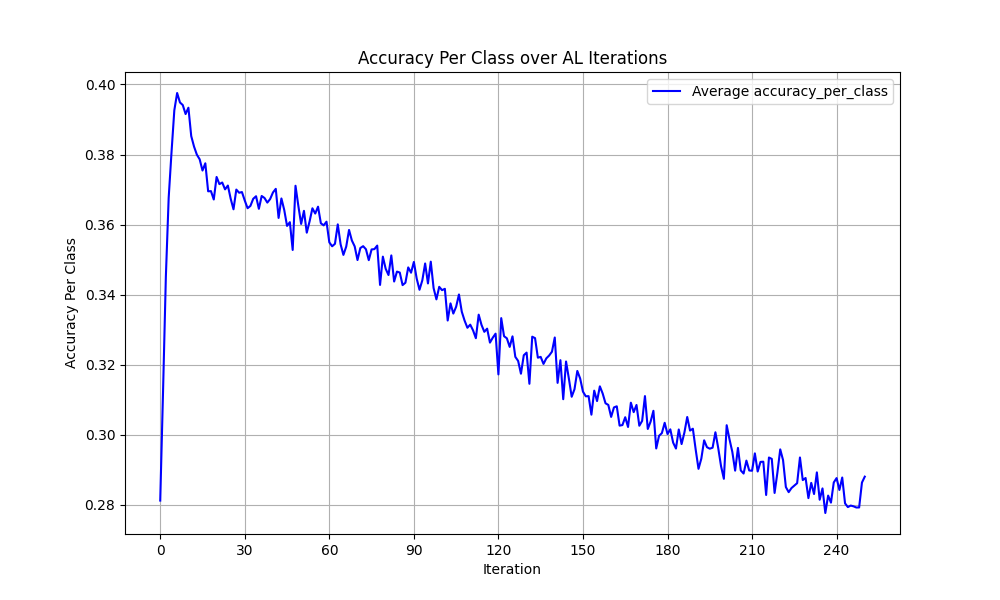 Accuracy Per Class over AL Iterations
Average accuracy_per_class
Accuracy Per Class
0.40
0.38
0.36
0.34
0.32
0.30
0.28
0 30 60 90 120 150 180 210 240
Iteration